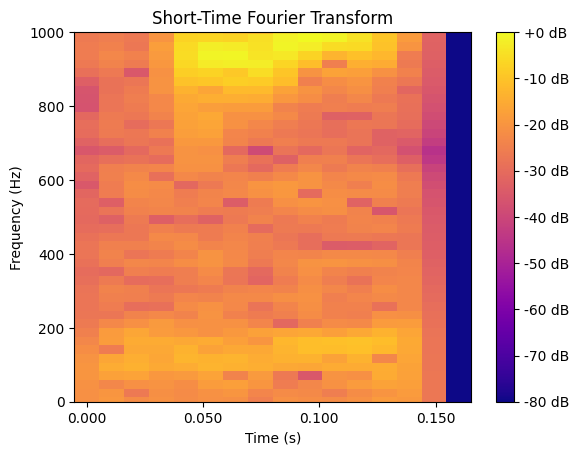 Short-Time Fourier Transform
1000
800
600
400
200
0
Frequency (Hz)
0.000
0.050
0.100
0.150
Time (s)
+0 dB
-10 dB
-20 dB
-30 dB
-40 dB
-50 dB
-60 dB
-70 dB
-80 dB